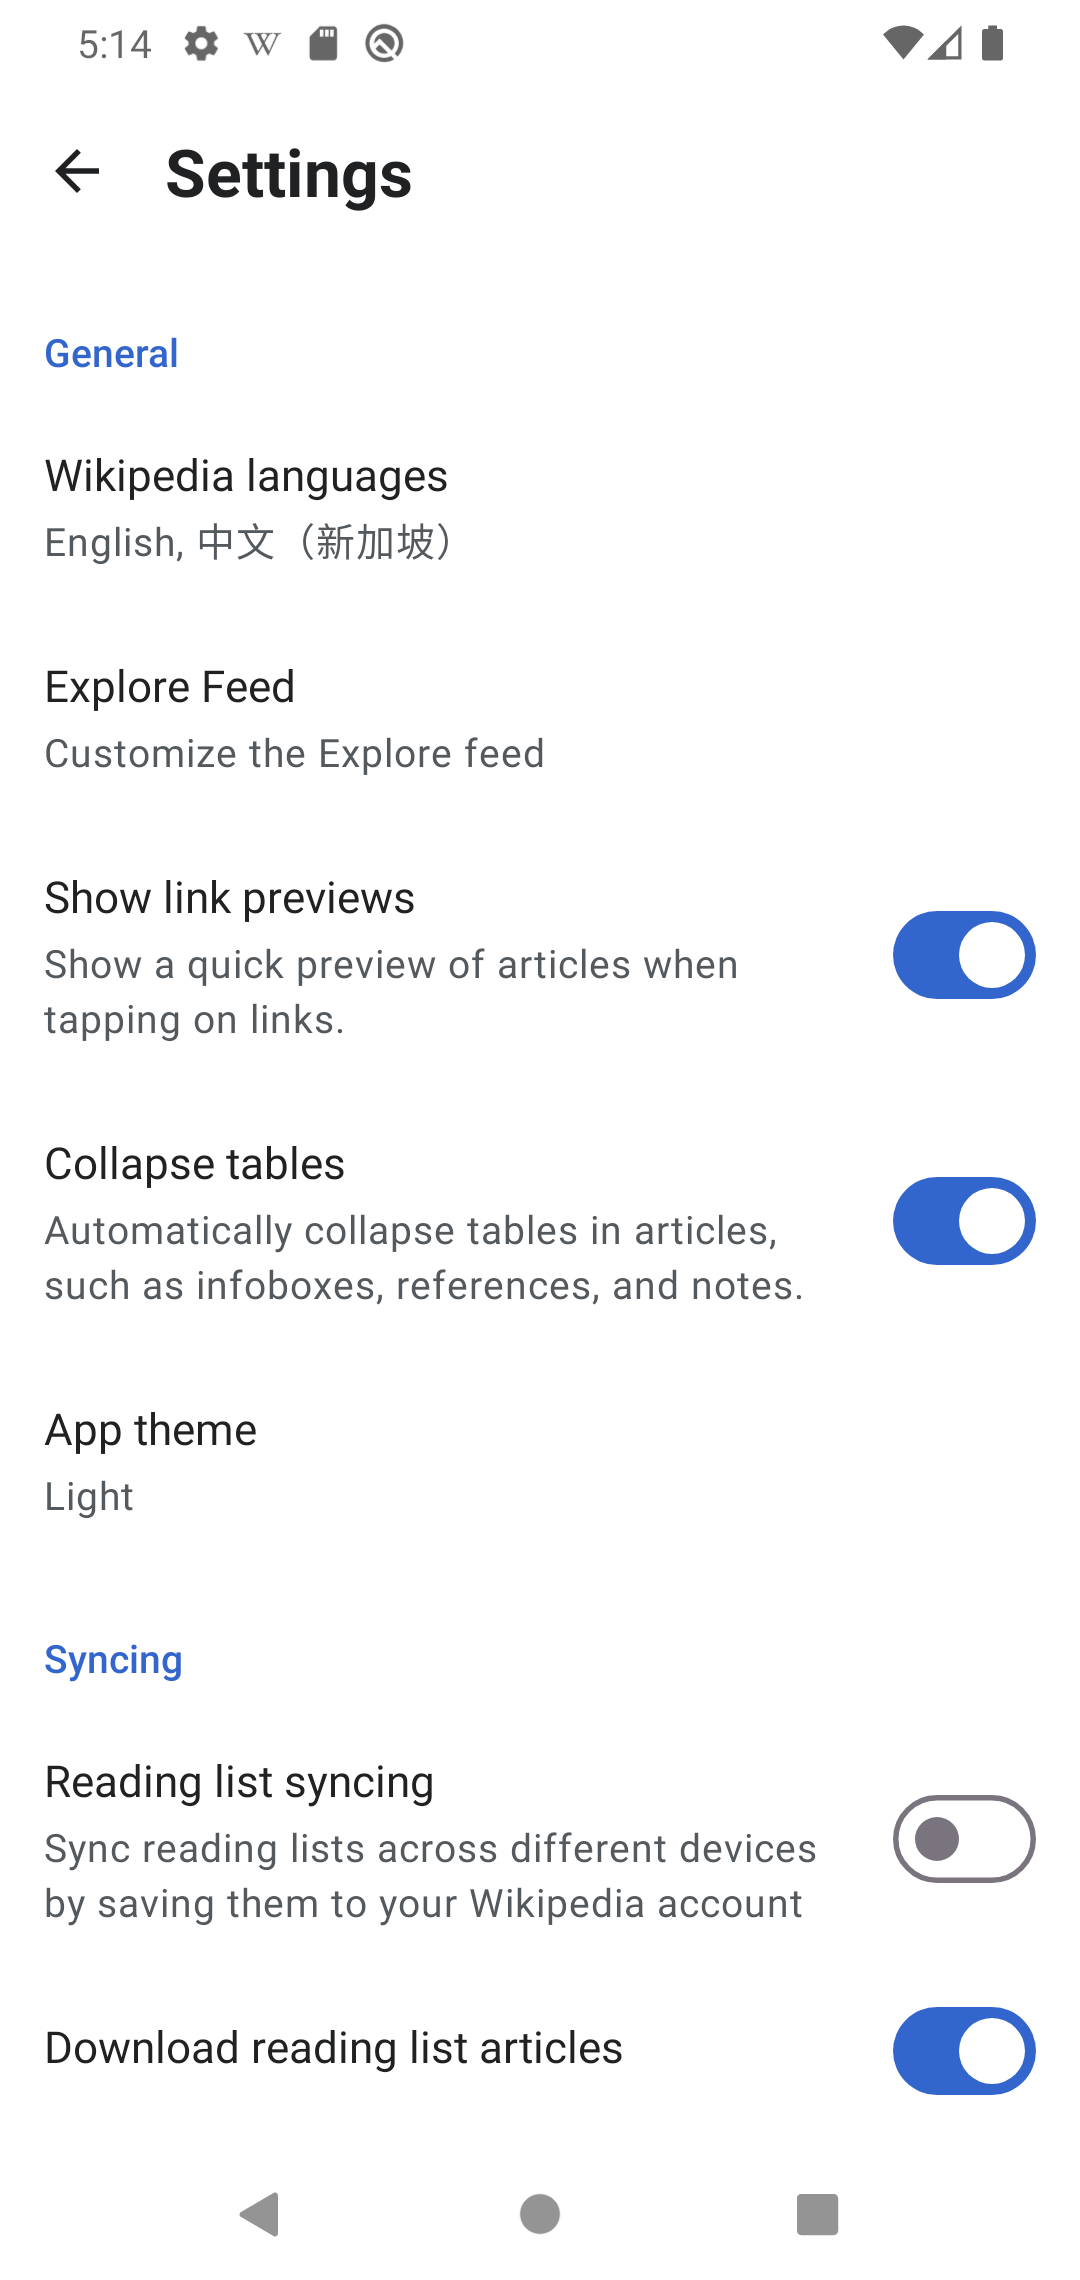 5:14
Settings
General
Wikipedia languages
English, 中文（新加坡）
Explore Feed
Customize the Explore feed
Show link previews
Show a quick preview of articles when
tapping on links.
Collapse tables
Automatically collapse tables in articles,
such as infoboxes, references, and notes.
App theme
Light
Syncing
Reading list syncing
Sync reading lists across different devices
by saving them to your Wikipedia account
Download reading list articles